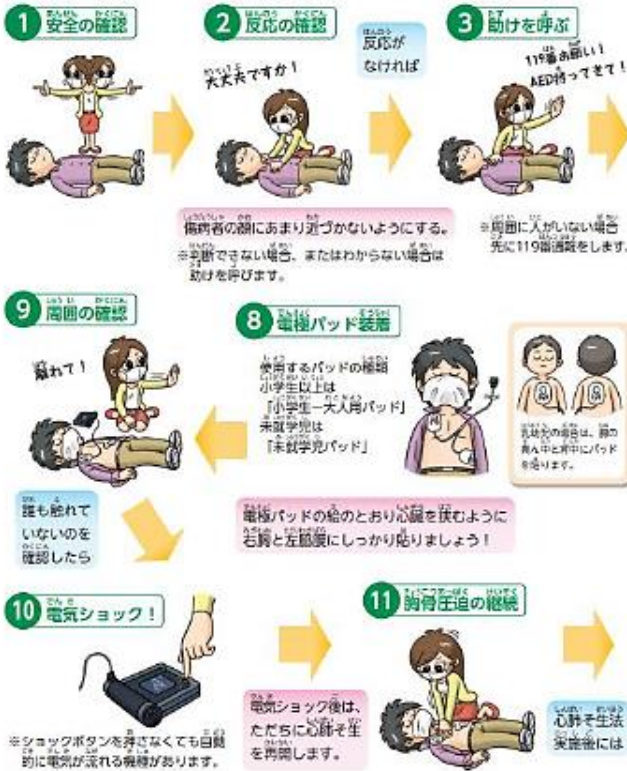 1 安全の確認
2 反応の確認
大丈夫ですか!
反応が
なければ
3 助けを呼ぶ
119番お願い!
AED持ってきて!
傷病者の顔にあまり近づかないようにする。
※判断できない場合、またはわからない場合は
助けを呼びます。
※周囲に人がいない場合
先に119番通報をします。
9 周囲の確認
離れて!
誰も触れて
いないのを
確認したら
8 電極パッド装着
使用するパッドの種類
小学生以上は
「小学生ー大人用パッド」
未就学児は
「未就学児パッド」
乳幼児の場合は、胸の
真ん中と背中にパッド
を貼ります。
電極パッドの絵のとおり心臓を挟むように
右胸と左脇腹にしっかり貼りましょう!
10 電気ショック!
※ショックボタンを押さなくても自動
的に電気が流れる機種があります。
電気ショック後は、
ただちに心肺そ生
を再開します。
11 胸骨圧迫の継続
心肺そ生法
実施後には